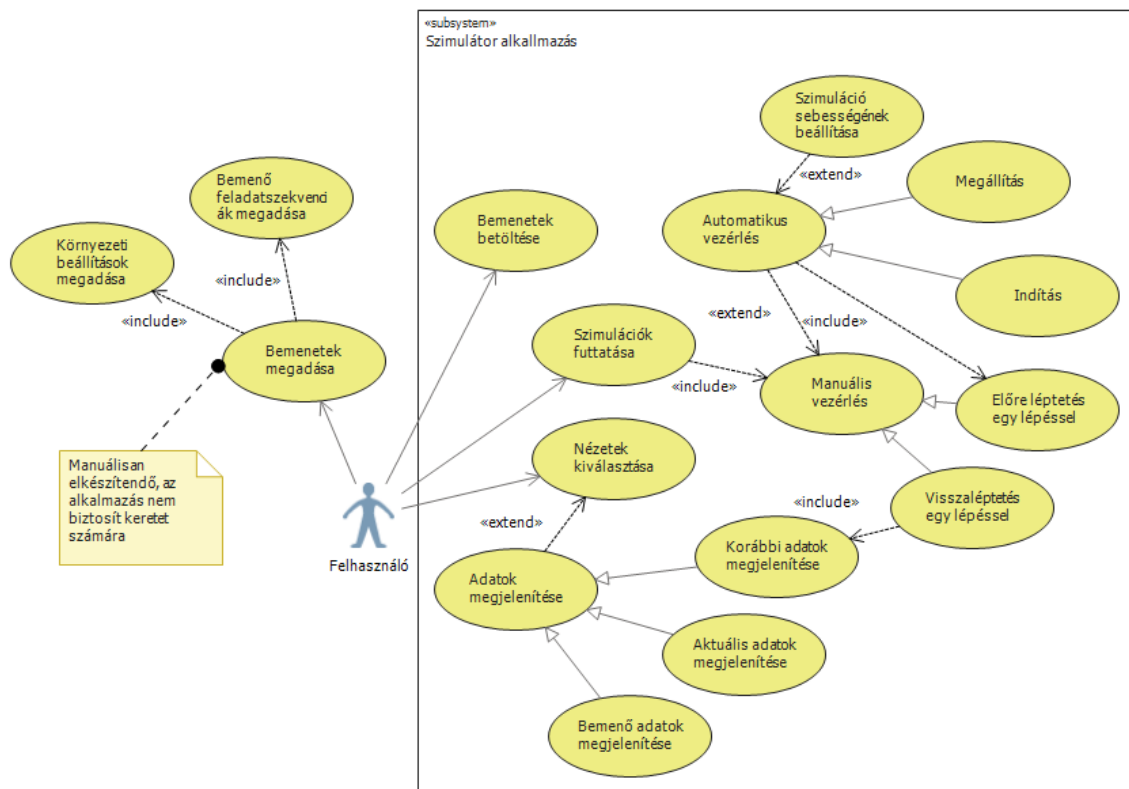 «subsystem»
Szimulátor alkallmazás
Szimuláció
sebességének
beállítása
«extend»
Megállítás
Bemenő
feladatszekvenci
ák megadása
Bemenetek
betöltése
Automatikus
vezérlés
Környezeti
beállítások
megadása
«include»
«include»
Indítás
«extend»
«include»
Bemenetek
megadása
Szimulációk
futtatása
«include»
Manuális
vezérlés
Előre léptetés
egy lépéssel
Manuálisan
elkészítendő, az
alkalmazás nem
biztosít keretet
számára
Nézetek
kiválasztása
Visszaléptetés
egy lépéssel
«include»
«extend»
Felhasználó
Korábbi adatok
megjelenítése
Adatok
megjelenítése
Aktuális adatok
megjelenítése
Bemenő adatok
megjelenítése